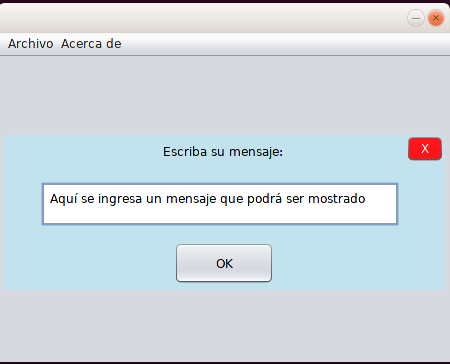 Archivo Acerca de
Escriba su mensaje:
X
Aquí se ingresa un mensaje que podrá ser mostrado
OK